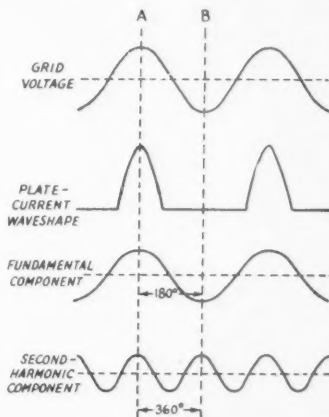 A B
GRID
VOLTAGE
PLATE-
CURRENT
WAVESHAPE
FUNDAMENTAL
COMPONENT
180°
SECOND-
HARMONIC
COMPONENT
360°